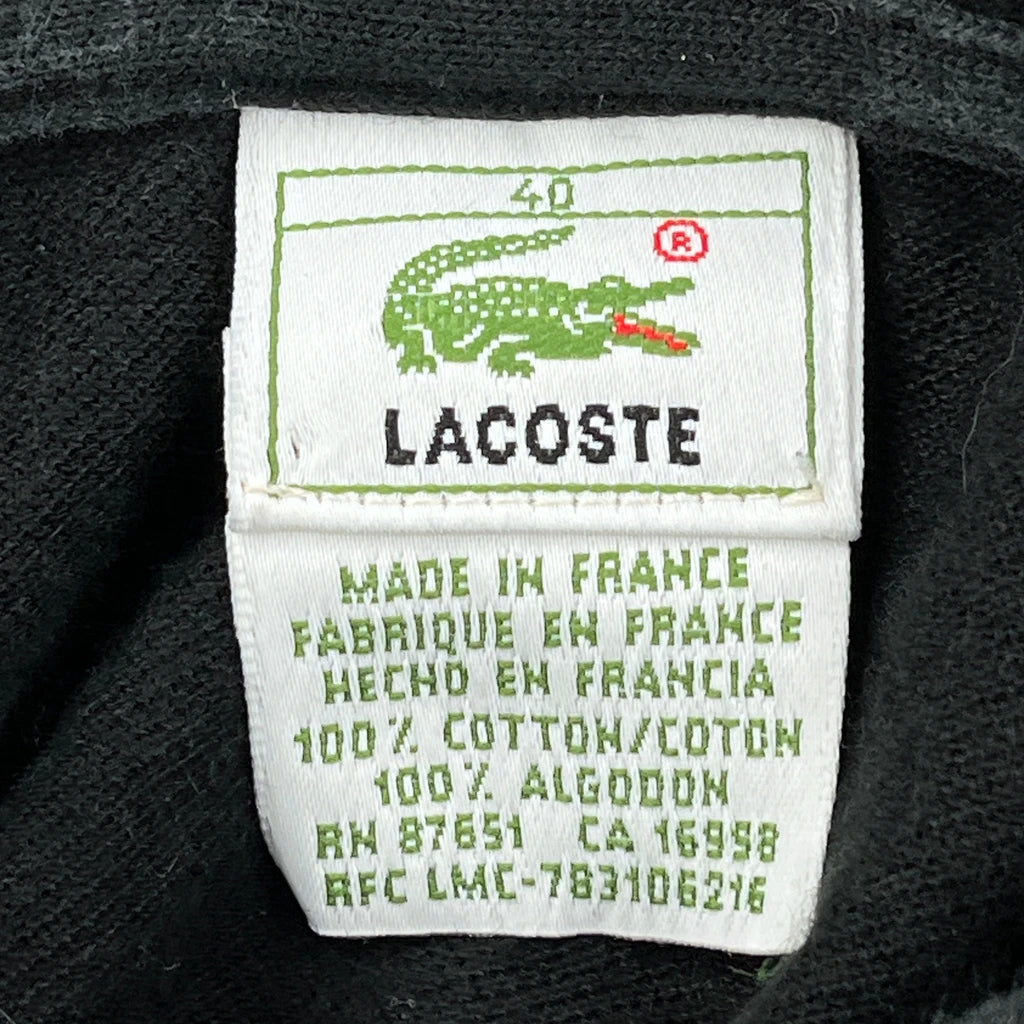 40
®
LACOSTE
MADE IN FRANCE
FABRIQUE EN FRANCE
HECHO EN FRANCIA
100% COTTON/COTON
100% ALGODON
RN 87651 CA 16998
RFC LMC-783106216